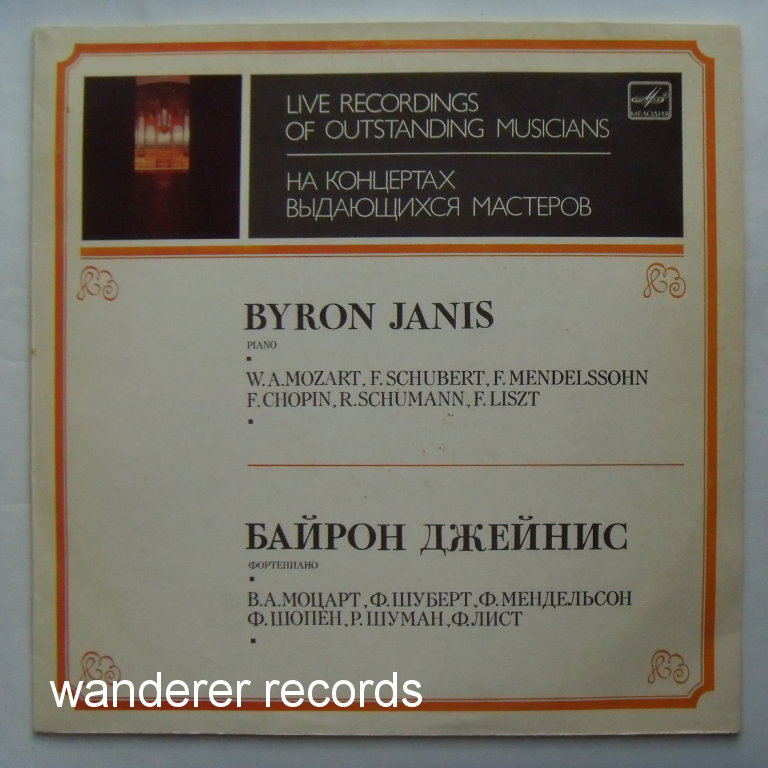 LIVE RECORDINGS
OF OUTSTANDING MUSICIANS
МЕЛОДИЯ
НА КОНЦЕРТАХ
ВЫДАЮЩИХСЯ МАСТЕРОВ
BYRON JANIS
PIANO
W.A.MOZART, F. SCHUBERT, F. MENDELSSOHN
F. CHOPIN, R. SCHUMANN, F. LISZT
БАЙРОН ДЖЕЙНИС
ФОРТЕПИАНО
В.А.МОЦАРТ, Ф. ШУБЕРТ, Ф. МЕНДЕЛЬСОН
Ф. ШОПЕН, Р. ШУМАН, Ф. ЛИСТ
wanderer records